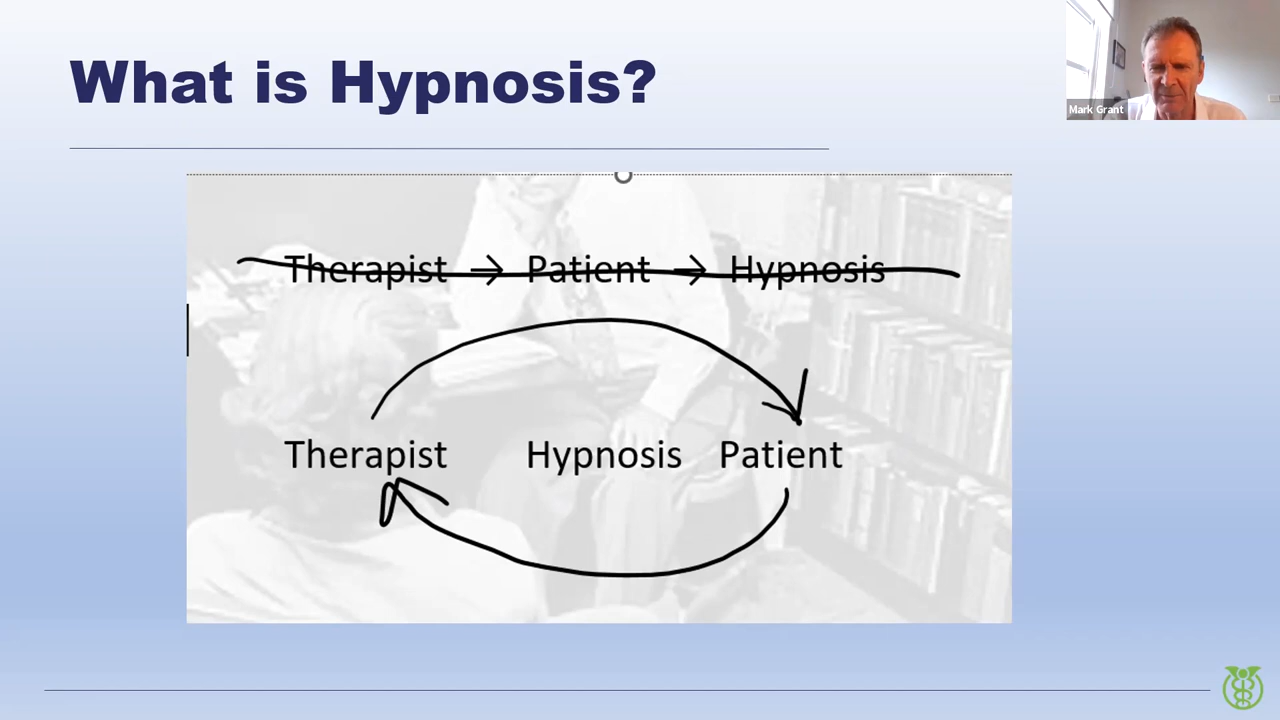 What is Hypnosis?
Mark Grant
Therapist → Patient → Hypnosis
Therapist Hypnosis Patient